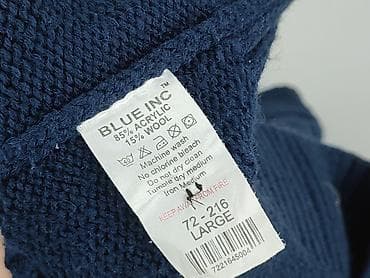 BLUE INC ™
85% ACRYLIC
15% WOOL
Machine wash
No chlorine bleach
Do not dry clean
Tumble dry medium
Iron Medium
KEEP AWAY FROM FIRE
72-216
LARGE
7221645004